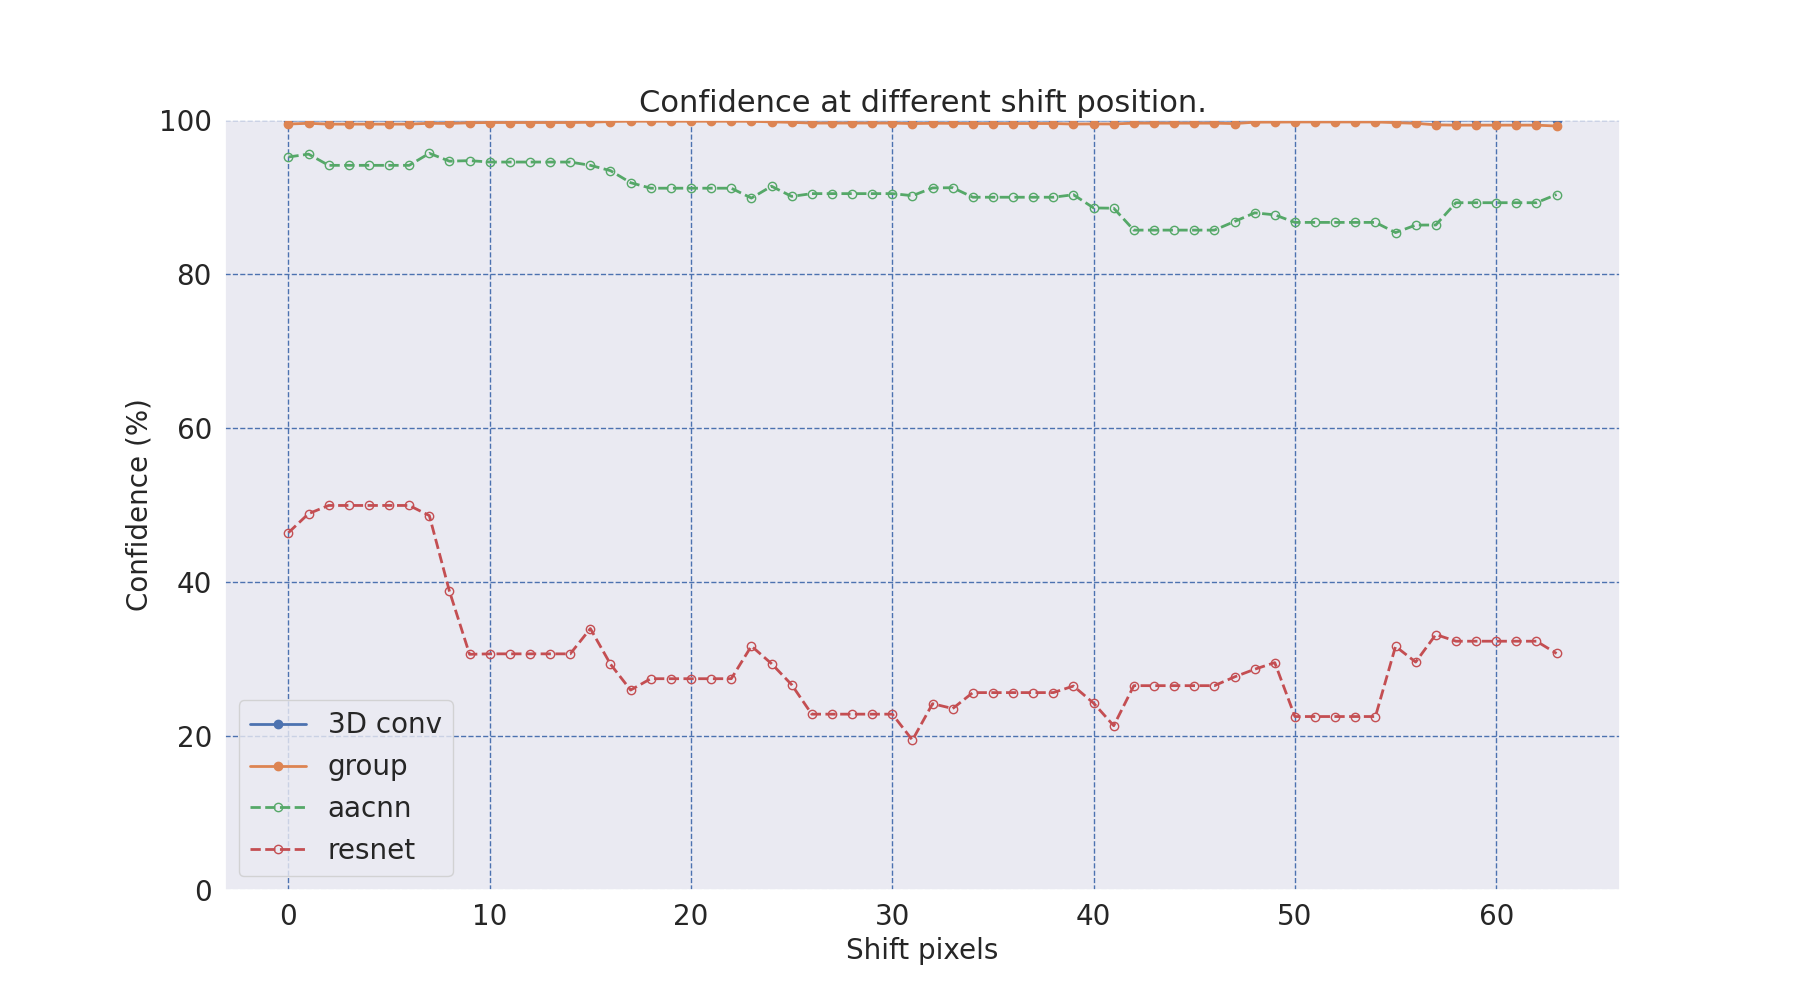 Confidence at different shift position.
100
80
60
40
20
0
Confidence (%)
3D conv
group
aacnn
resnet
0 10 20 30 40 50 60
Shift pixels